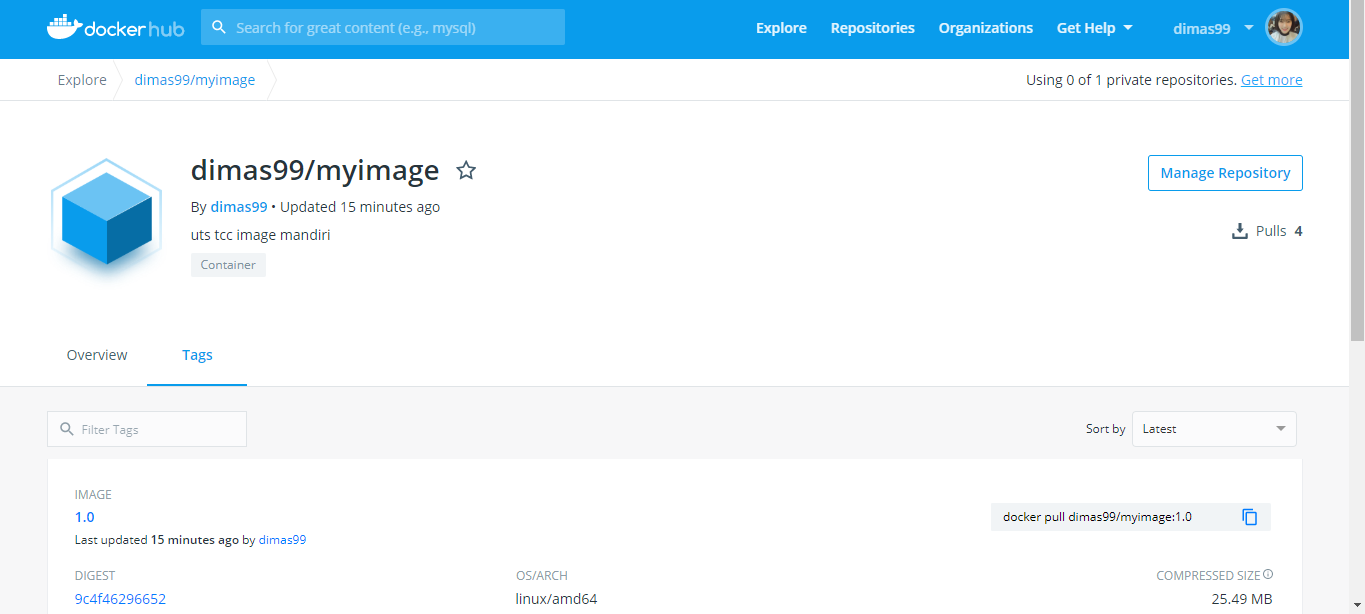 docker hub
Search for great content (e.g., mysql)
Explore
Repositories
Organizations
Get Help
dimas99
Explore
dimas99/myimage
Using 0 of 1 private repositories. Get more
dimas99/myimage
Manage Repository
By dimas99 • Updated 15 minutes ago
Pulls 4
uts tcc image mandiri
Container
Overview
Tags
Filter Tags
Sort by
Latest
IMAGE
1.0
docker pull dimas99/myimage:1.0
Last updated 15 minutes ago by dimas99
DIGEST
OS/ARCH
COMPRESSED SIZE
9c4f46296652
linux/amd64
25.49 MB